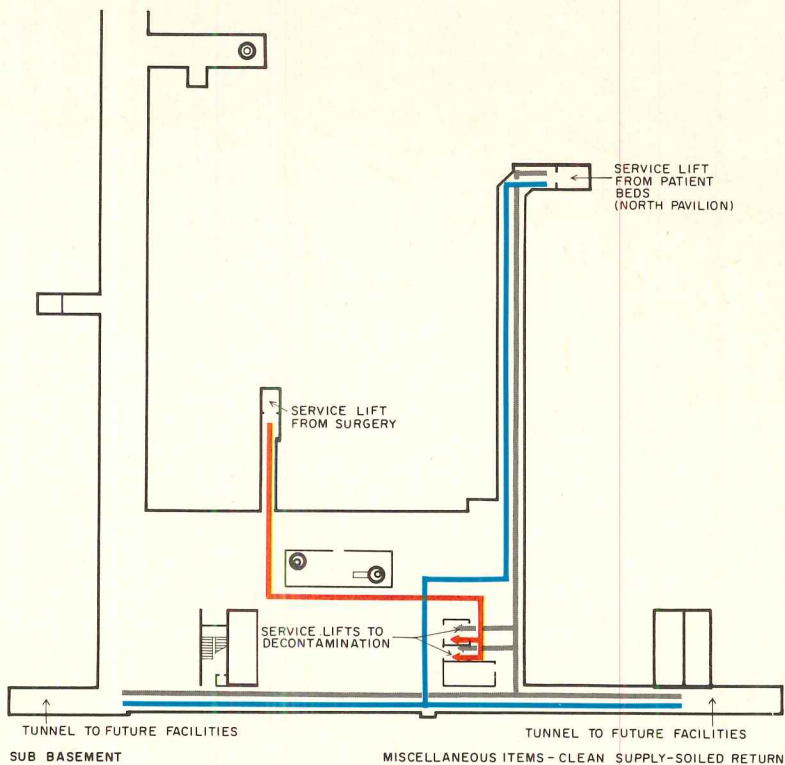 SERVICE LIFT
FROM PATIENT
BEDS
(NORTH PAVILION)
SERVICE LIFT
FROM SURGERY
SERVICE LIFTS TO
DECONTAMINATION
TUNNEL TO FUTURE FACILITIES
TUNNEL TO FUTURE FACILITIES
SUB BASEMENT
MISCELLANEOUS ITEMS - CLEAN SUPPLY-SOILED RETURN